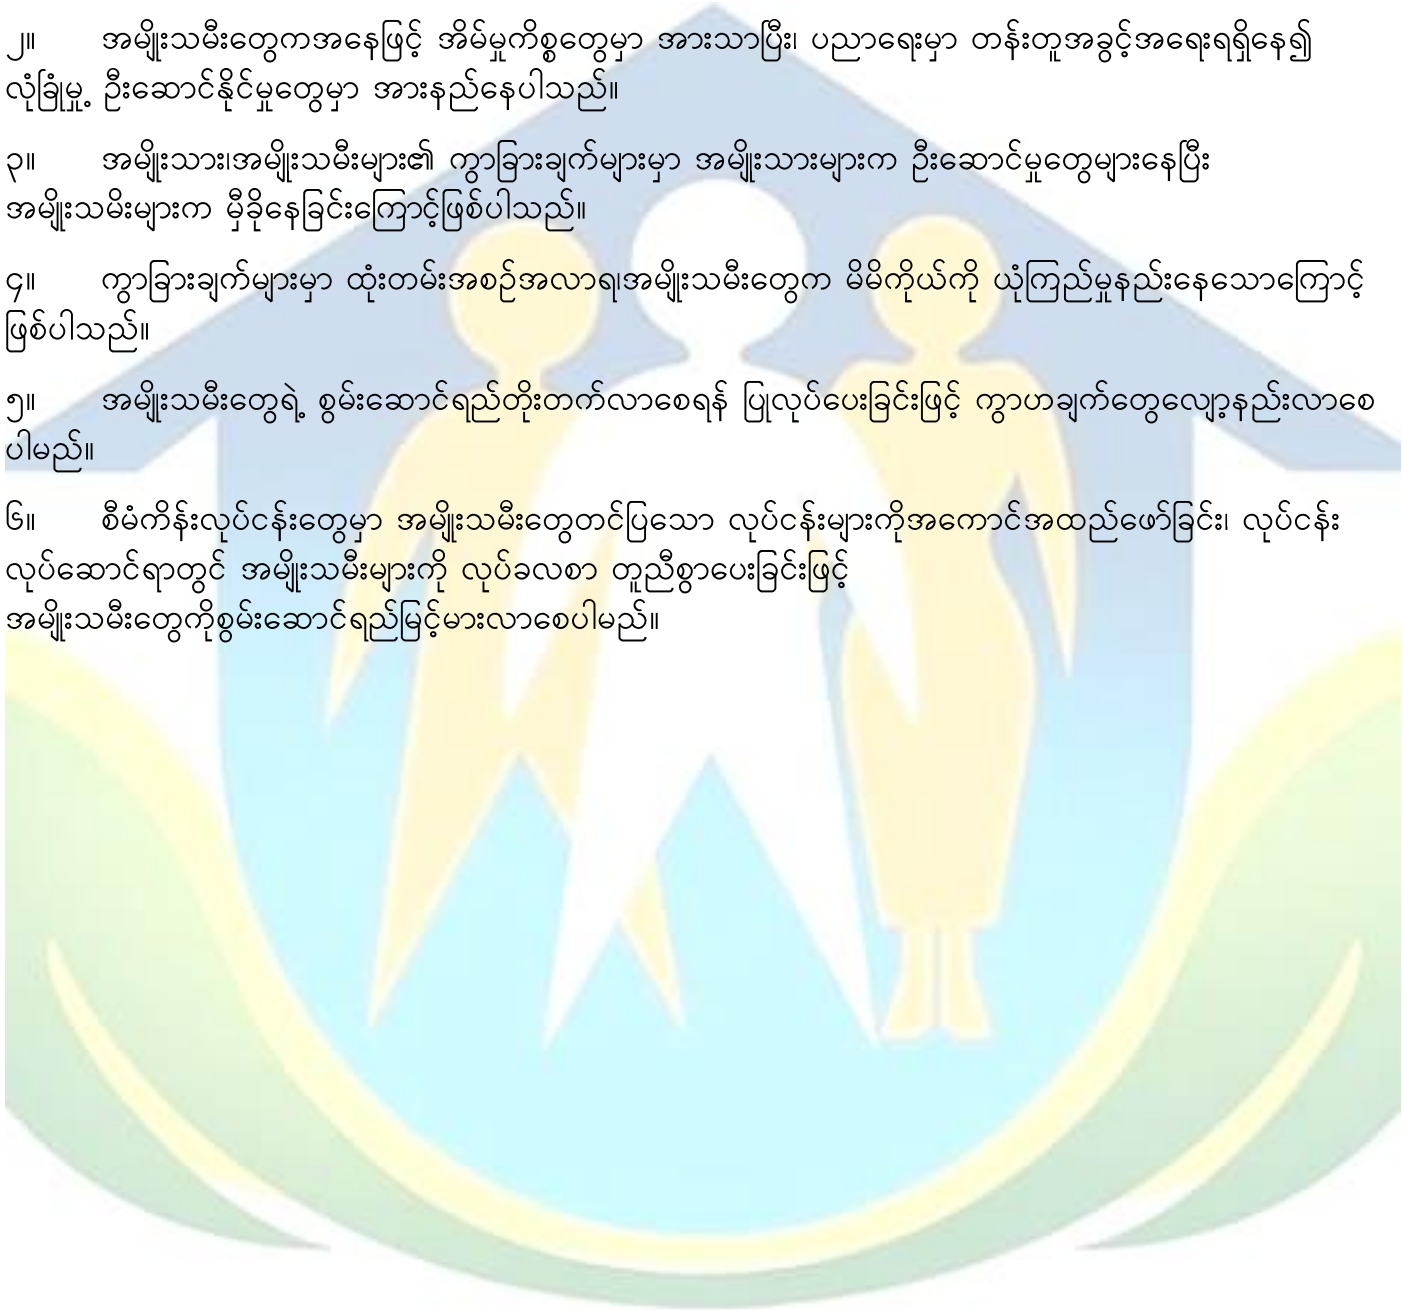 ၂။ အမျိုးသမီးတွေကအနေဖြင့် အိမ်မှုကိစ္စတွေမှာ အားသာပြီး၊ ပညာရေးမှာ တန်းတူအခွင့်အရေးရရှိနေ၍
လုံခြုံမှု့ ဦးဆောင်နိုင်မှုတွေမှာ အားနည်နေပါသည်။
၃။ အမျိုးသား၊အမျိုးသမီးများ၏ ကွာခြားချက်များမှာ အမျိုးသားများက ဦးဆောင်မှုတွေများနေပြီး
အမျိုးသမိးများက မှီခိုနေခြင်းကြောင့်ဖြစ်ပါသည်။
၄။ ကွာခြားချက်များမှာ ထုံးတမ်းအစဉ်အလာရ၊အမျိုးသမီးတွေက မိမိကိုယ်ကို ယုံကြည်မှုနည်းနေသောကြောင့်
ဖြစ်ပါသည်။
၅။ အမျိုးသမီးတွေရဲ့ စွမ်းဆောင်ရည်တိုးတက်လာစေရန် ပြုလုပ်ပေးခြင်းဖြင့် ကွာဟချက်တွေလျော့နည်းလာစေ
ပါမည်။
၆။ စီမံကိန်းလုပ်ငန်းတွေမှာ အမျိုးသမီးတွေတင်ပြသော လုပ်ငန်းများကိုအကောင်အထည်ဖော်ခြင်း၊ လုပ်ငန်း
လုပ်ဆောင်ရာတွင် အမျိုးသမီးများကို လုပ်ခလစာ တူညီစွာပေးခြင်းဖြင့်
အမျိုးသမီးတွေကိုစွမ်းဆောင်ရည်မြင့်မားလာစေပါမည်။